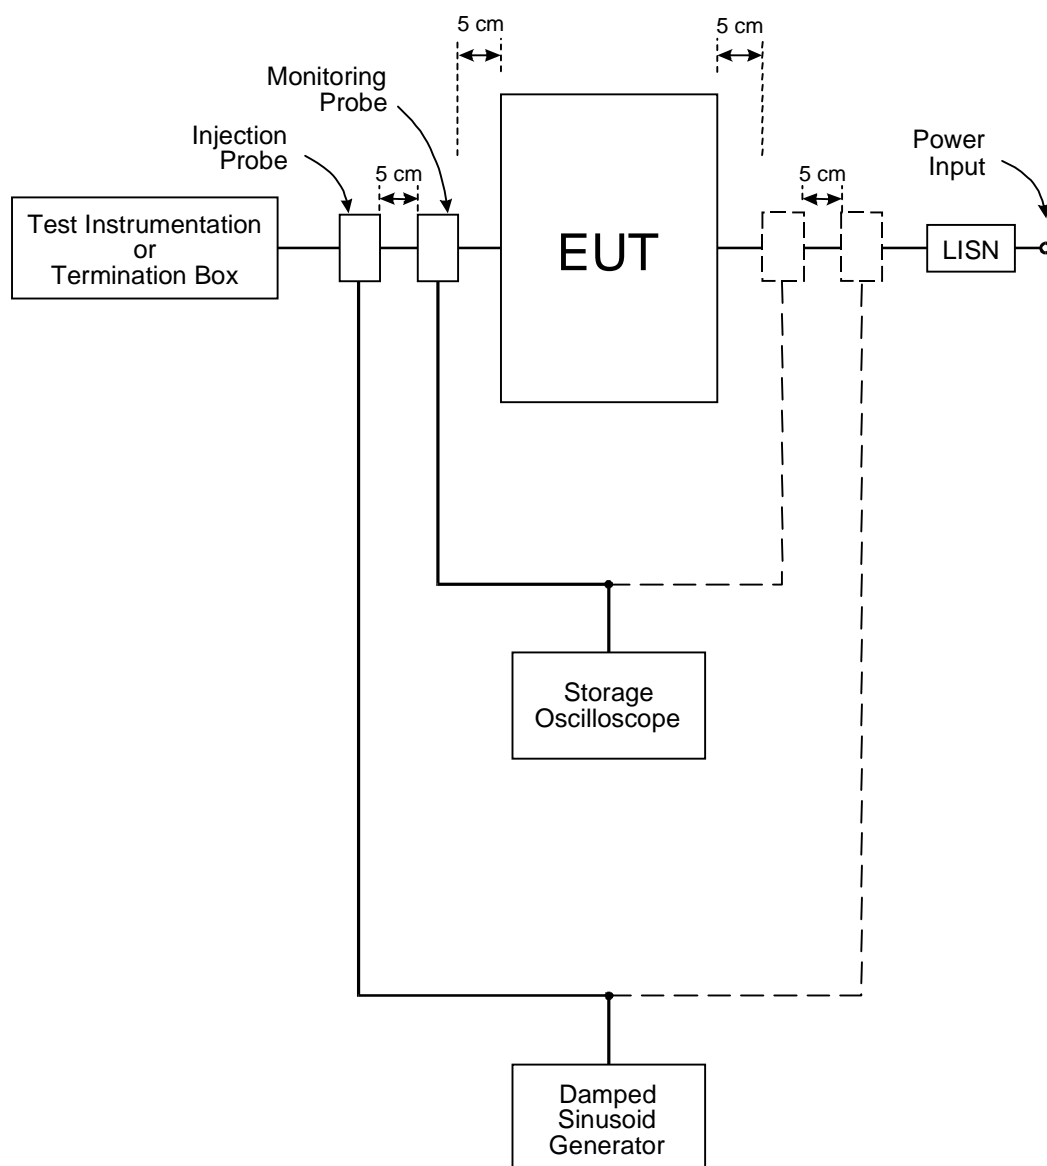 5 cm
5 cm
Monitoring
Probe
Injection
Probe
Power
Input
5 cm
5 cm
Test Instrumentation
or
Termination Box
EUT
LISN
Storage
Oscilloscope
Damped
Sinusoid
Generator